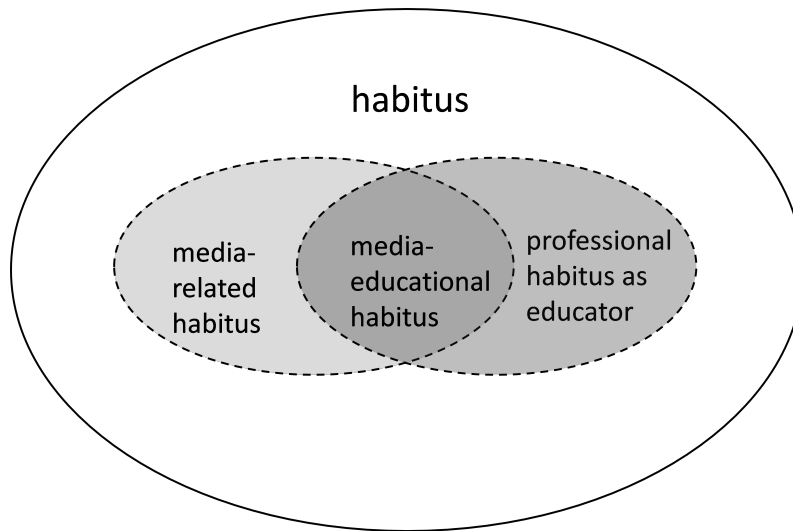 habitus
media-
related
habitus
media-
educational
habitus
professional
habitus as
educator